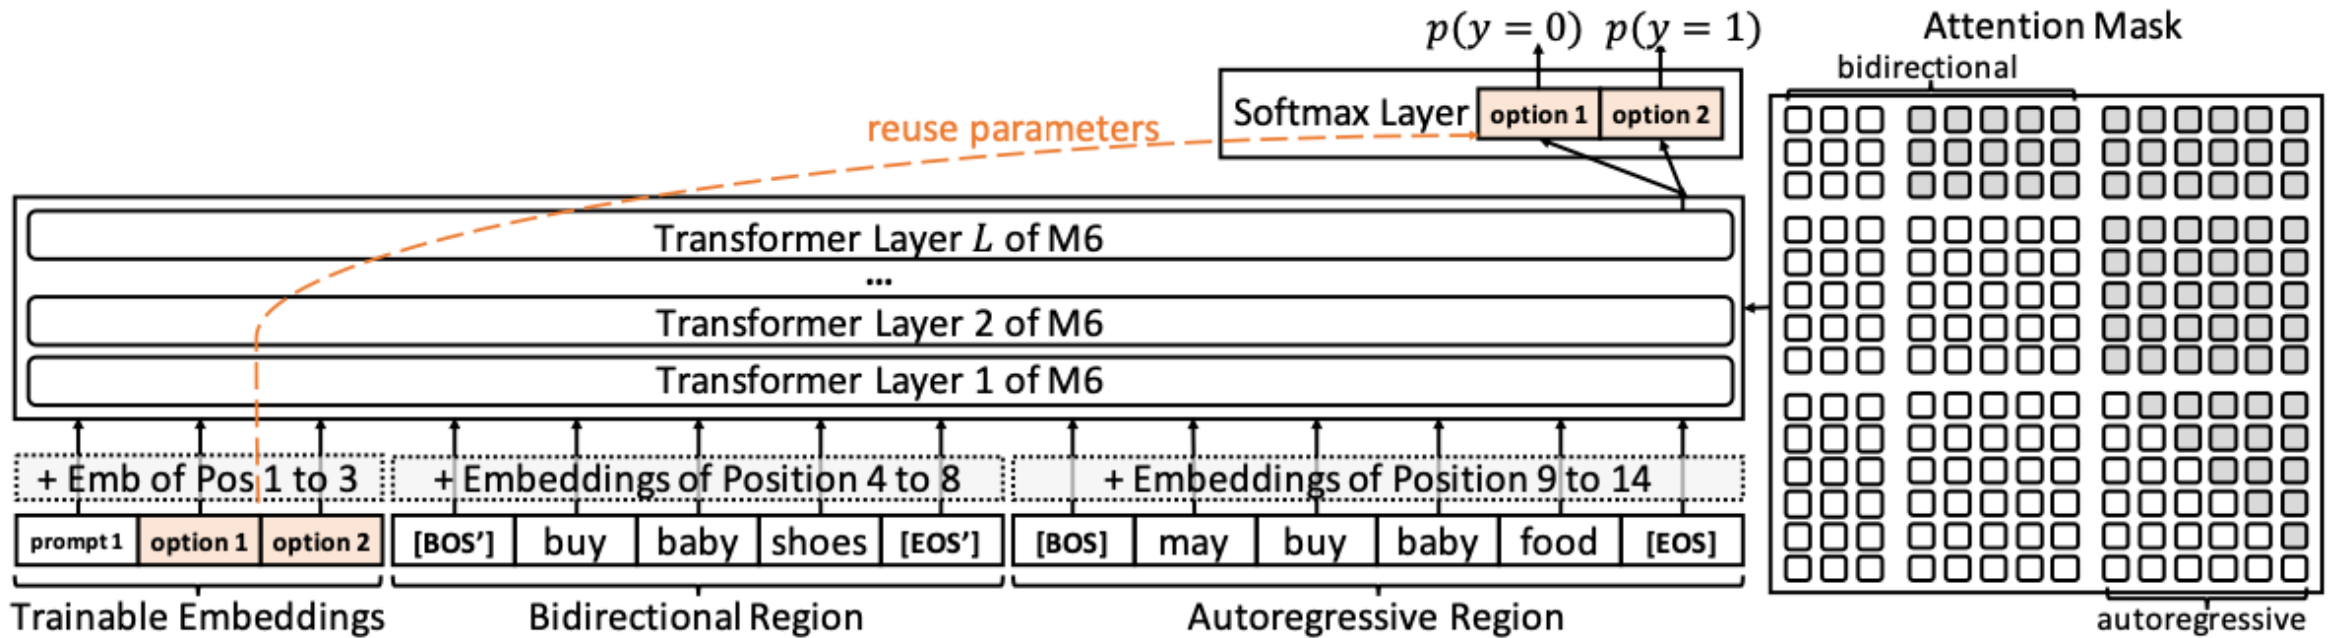 p(y = 0) p(y = 1)
Attention Mask
bidirectional
Softmax Layer option 1 option 2
reuse parameters
Transformer Layer L of M6
...
Transformer Layer 2 of M6
Transformer Layer 1 of M6
+ Emb of Pos 1 to 3 + Embeddings of Position 4 to 8 + Embeddings of Position 9 to 14
prompt 1 option 1 option 2 [BOS'] buy baby shoes [EOS'] [BOS] may buy baby food [EOS]
Trainable Embeddings Bidirectional Region Autoregressive Region
autoregressive